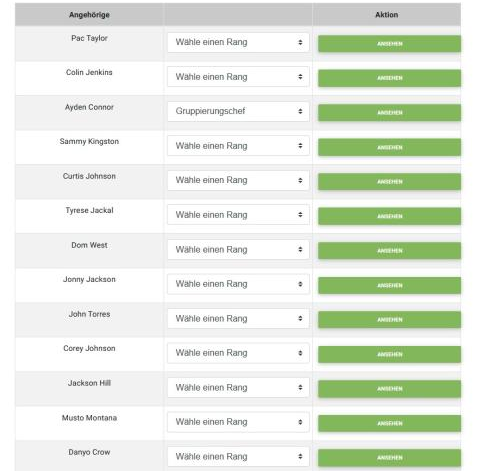 Angehörige Aktion
Pac Taylor Wähle einen Rang ANSEHEN
Colin Jenkins Wähle einen Rang ANSEHEN
Ayden Connor Gruppierungschef ANSEHEN
Sammy Kingston Wähle einen Rang ANSEHEN
Curtis Johnson Wähle einen Rang ANSEHEN
Tyrese Jackal Wähle einen Rang ANSEHEN
Dom West Wähle einen Rang ANSEHEN
Jonny Jackson Wähle einen Rang ANSEHEN
John Torres Wähle einen Rang ANSEHEN
Corey Johnson Wähle einen Rang ANSEHEN
Jackson Hill Wähle einen Rang ANSEHEN
Musto Montana Wähle einen Rang ANSEHEN
Danyo Crow Wähle einen Rang ANSEHEN